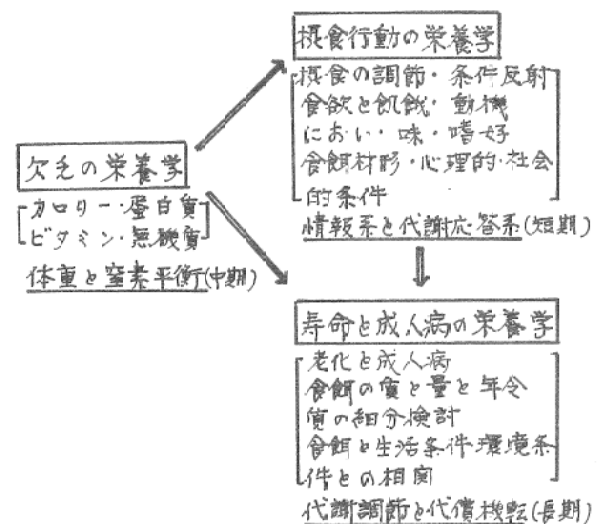 摂食行動の栄養学
摂食の調節・条件反射
食欲と飢餓・動機
におい・味・嗜好
食餌材形・心理的・社会
的条件
情報系と代謝応答系(短期)
欠乏の栄養学
カロリー・蛋白質
ビタミン・無機質
体重と窒素平衡(中期)
寿命と成人病の栄養学
老化と成人病
食餌の質と量と年令
質の細分検討
食餌と生活条件・環境条
件との相関
代謝調節と代償機転(長期)